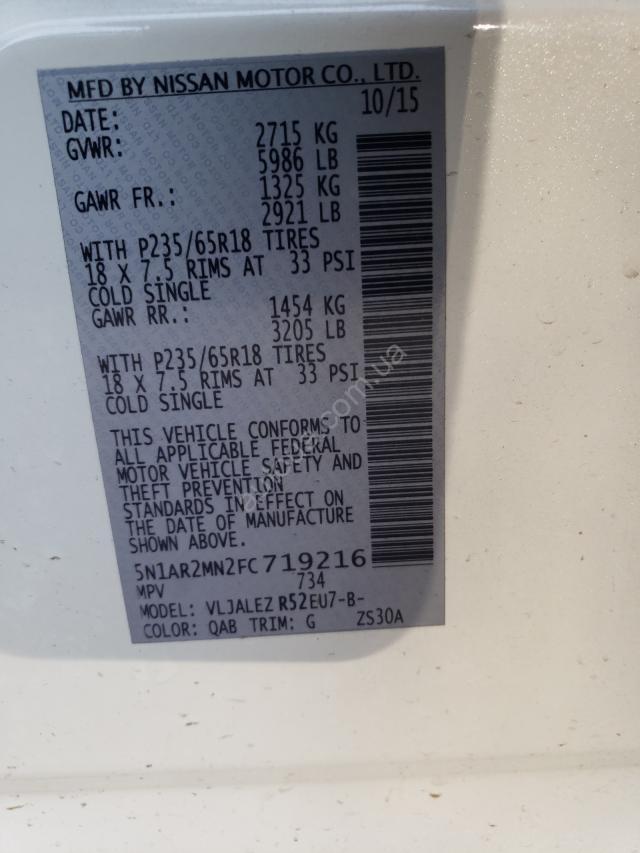 MFD BY NISSAN MOTOR CO., LTD.
DATE: 10/15
GVWR: 2715 KG
5986 LB
GAWR FR.: 1325 KG
2921 LB
WITH P235/65R18 TIRES
18 X 7.5 RIMS AT 33 PSI
COLD SINGLE
GAWR RR.: 1454 KG
3205 LB
WITH P235/65R18 TIRES
18 X 7.5 RIMS AT 33 PSI
COLD SINGLE
THIS VEHICLE CONFORMS TO
ALL APPLICABLE FEDERAL
MOTOR VEHICLE SAFETY AND
THEFT PREVENTION
STANDARDS IN EFFECT ON
THE DATE OF MANUFACTURE
SHOWN ABOVE.
5N1AR2MN2FC719216
MPV 734
MODEL: VLJALEZ R52EU7-B-
COLOR: QAB TRIM: G ZS30A